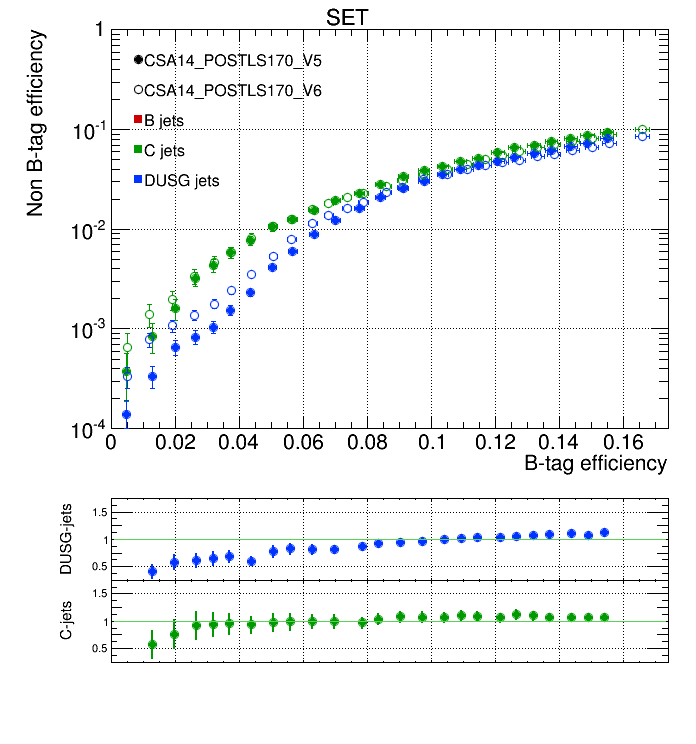 SET
Non B-tag efficiency
1
10-1
10-2
10-3
10-4
CSA14_POSTLS170_V5
CSA14_POSTLS170_V6
B jets
C jets
DUSG jets
0 0.02 0.04 0.06 0.08 0.1 0.12 0.14 0.16
B-tag efficiency
DUSG-jets
1.5
1
0.5
C-jets
1.5
1
0.5